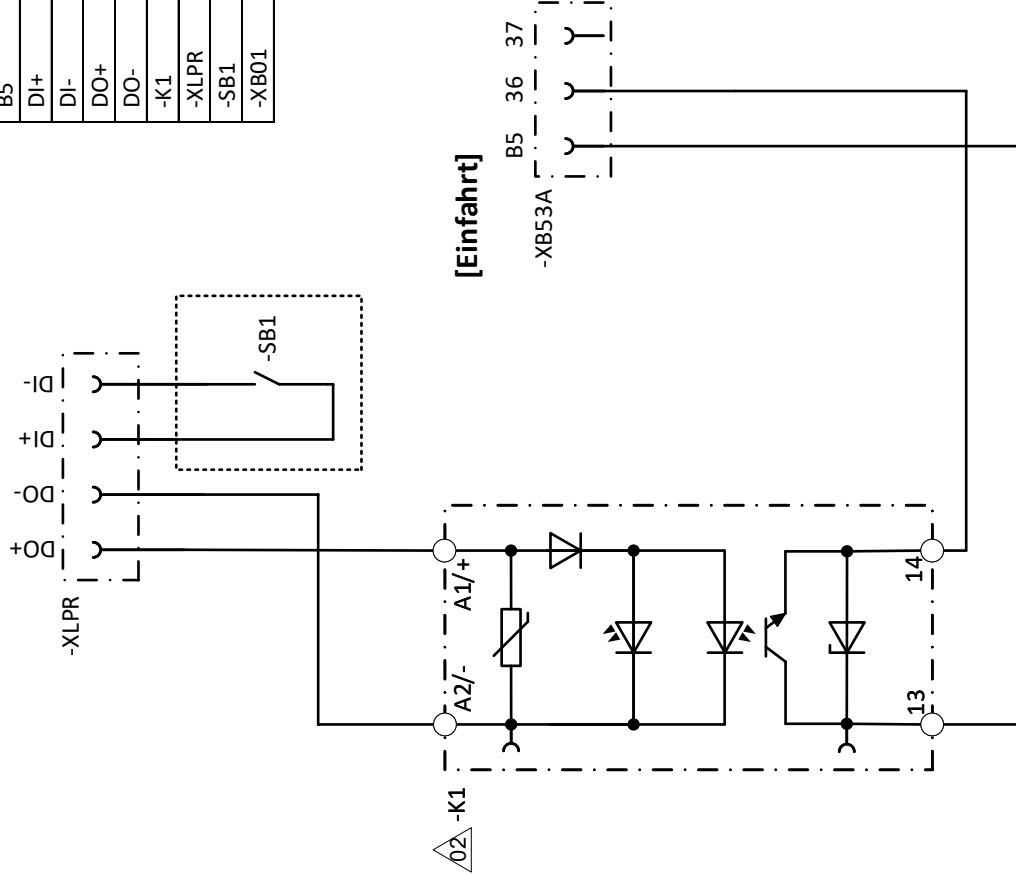 B5
DI+
DI-
DO+
DO-
-K1
-XLPR
-SB1
-XB01
DI-
DI+
DO-
DO+
-XLPR
-SB1
[Einfahrt]
37
36
B5
-XB53A
A1/+
A2/-
14
13
-K1
02